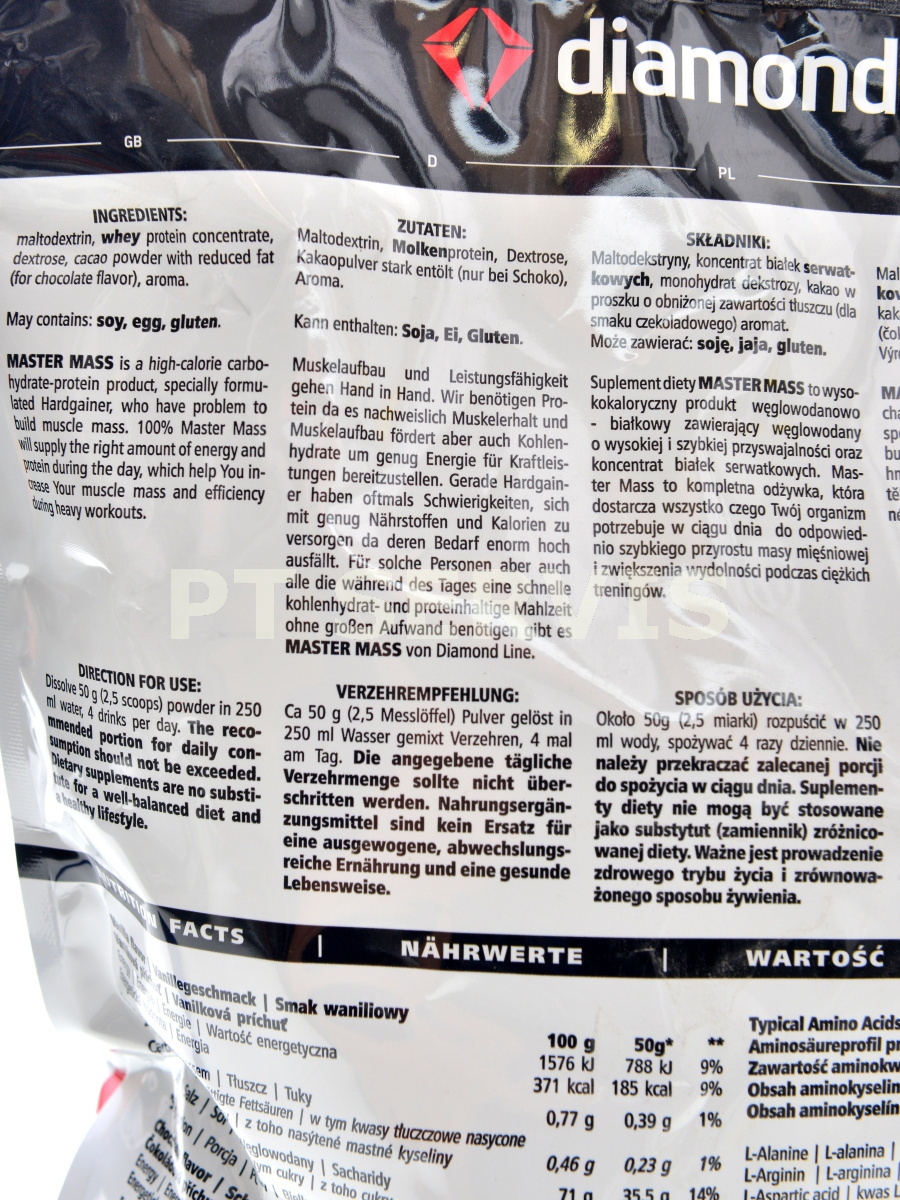 diamond
GB
D
PL
INGREDIENTS:
maltodextrin, whey protein concentrate,
dextrose, cacao powder with reduced fat
(for chocolate flavor), aroma.
May contains: soy, egg, gluten.
MASTER MASS is a high-calorie carbo-
hydrate-protein product, specially formu-
lated Hardgainer, who have problem to
build muscle mass. 100% Master Mass
will supply the right amount of energy and
protein during the day, which help You in-
crease Your muscle mass and efficiency
during heavy workouts.
DIRECTION FOR USE:
Dissolve 50 g (2,5 scoops) powder in 250
ml water, 4 drinks per day. The reco-
mmended portion for daily con-
sumption should not be exceeded.
Dietary supplements are no substi-
tute for a well-balanced diet and
a healthy lifestyle.
ZUTATEN:
Maltodextrin, Molkenprotein, Dextrose,
Kakaopulver stark entölt (nur bei Schoko),
Aroma.
Kann enthalten: Soja, Ei, Gluten.
Muskelaufbau und Leistungsfähigkeit
gehen Hand in Hand. Wir benötigen Pro-
tein da es nachweislich Muskelerhalt und
Muskelaufbau fördert aber auch Kohlen-
hydrate um genug Energie für Kraftleis-
tungen bereitzustellen. Gerade Hardgain-
er haben oftmals Schwierigkeiten, sich
mit genug Nährstoffen und Kalorien zu
versorgen da deren Bedarf enorm hoch
ausfällt. Für solche Personen aber auch
alle die während des Tages eine schnelle
kohlenhydrat- und proteinhaltige Mahlzeit
ohne großen Aufwand benötigen gibt es
MASTER MASS von Diamond Line.
VERZEHREMPFEHLUNG:
Ca 50 g (2,5 Messlöffel) Pulver gelöst in
250 ml Wasser gemixt Verzehren, 4 mal
am Tag. Die angegebene tägliche
Verzehrmenge sollte nicht über-
schritten werden. Nahrungsergän-
zungsmittel sind kein Ersatz für
eine ausgewogene, abwechslungs-
reiche Ernährung und eine gesunde
Lebensweise.
SKŁADNIKI:
Maltodekstryny, koncentrat białek serwat-
kowych, monohydrat dekstrozy, kakao w
proszku o obniżonej zawartości tłuszczu (dla
smaku czekoladowego) aromat.
Może zawierać: soję, jaja, gluten.
Suplement diety MASTER MASS to wyso-
kokaloryczny produkt węglowodanowo
- białkowy zawierający węglowodany
o wysokiej i szybkiej przyswajalności oraz
koncentrat białek serwatkowych. Mas-
ter Mass to kompletna odżywka, która
dostarcza wszystko czego Twój organizm
potrzebuje w ciągu dnia do odpowied-
nio szybkiego przyrostu masy mięśniowej
i zwiększenia wydolności podczas ciężkich
treningów.
SPOSÓB UŻYCIA:
Około 50g (2,5 miarki) rozpuścić w 250
ml wody, spożywać 4 razy dziennie. Nie
należy przekraczać zalecanej porcji
do spożycia w ciągu dnia. Suplemen-
ty diety nie mogą być stosowane
jako substytut (zamiennik) zróżnico-
wanej diety. Ważne jest prowadzenie
zdrowego trybu życia i zrównowa-
żonego sposobu żywienia.
NUTRITION FACTS | NÄHRWERTE | WARTOŚĆ
Vanillegeschmack | Smak waniliowy
Vanilková príchuť
Energie | Wartość energetyczna
Energia
Tłuszcz | Tuky
Fettsäuren | w tym kwasy tłuszczowe nasycone
z toho nasýtené mastné kyseliny
Sacharidy
cukry | z toho
100 g 50g* **
1576 kJ 788 kJ 9%
371 kcal 185 kcal 9%
0,77 g 0,39 g 1%
0,46 g 0,23 g 1%
71 g 35,5 g 14%
Typical Amino Acids
Aminosäureprofil
Zawartość
Obsah
Obsah
L-Alanine | L-alanina |
L-Arginin | L-arginina |
L-Aspartic acid | kwas